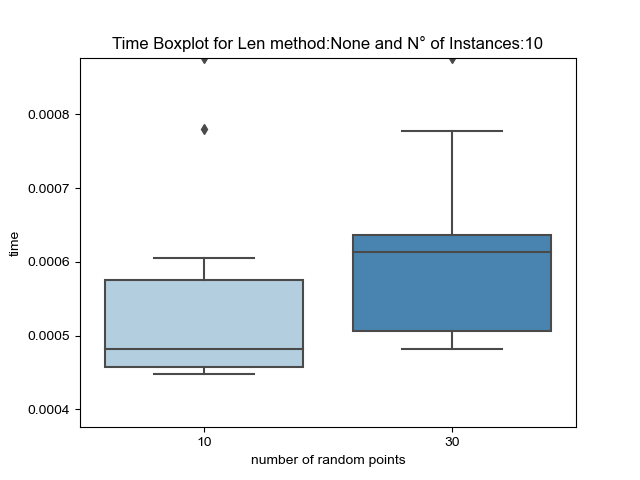 Time Boxplot for Len method:None and N° of Instances:10
0.0008
0.0007
0.0006
0.0005
0.0004
time
10
30
number of random points